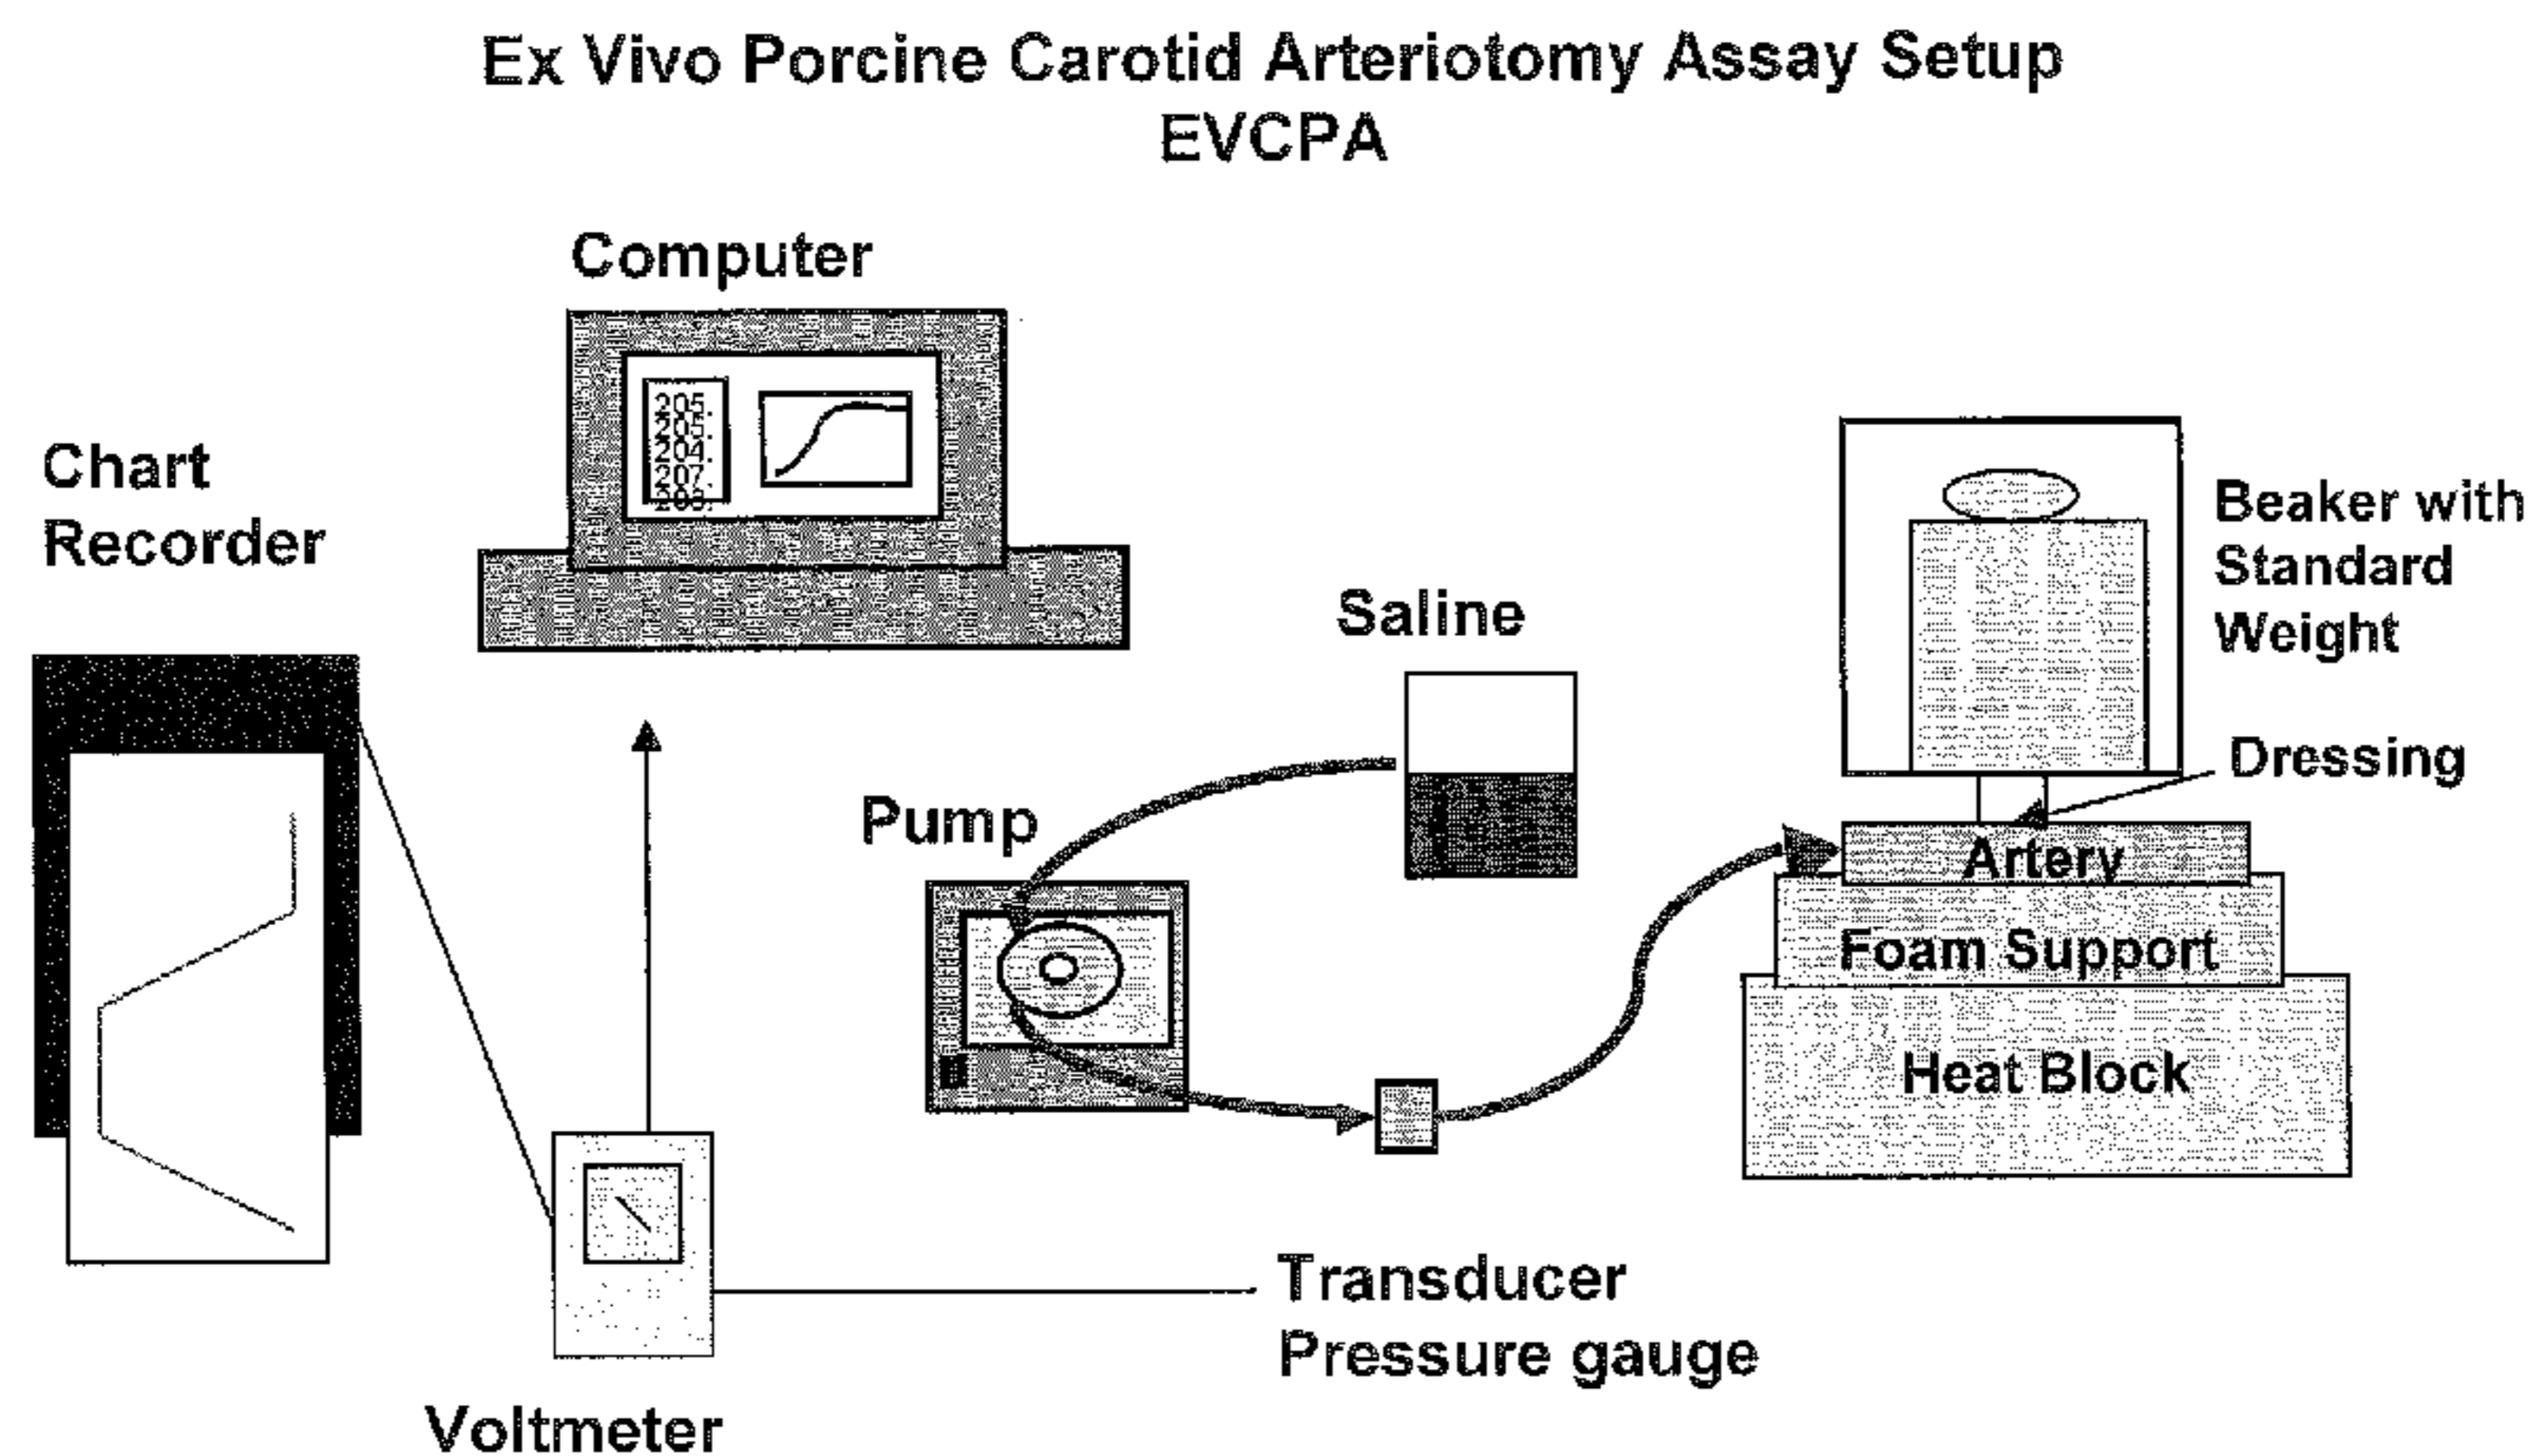 Ex Vivo Porcine Carotid Arteriotomy Assay Setup
EVCPA
Computer
205.
205.
204.
207.
208.
Chart
Recorder
Saline
Beaker with
Standard
Weight
Dressing
Pump
Artery
Foam Support
Heat Block
Transducer
Pressure gauge
Voltmeter